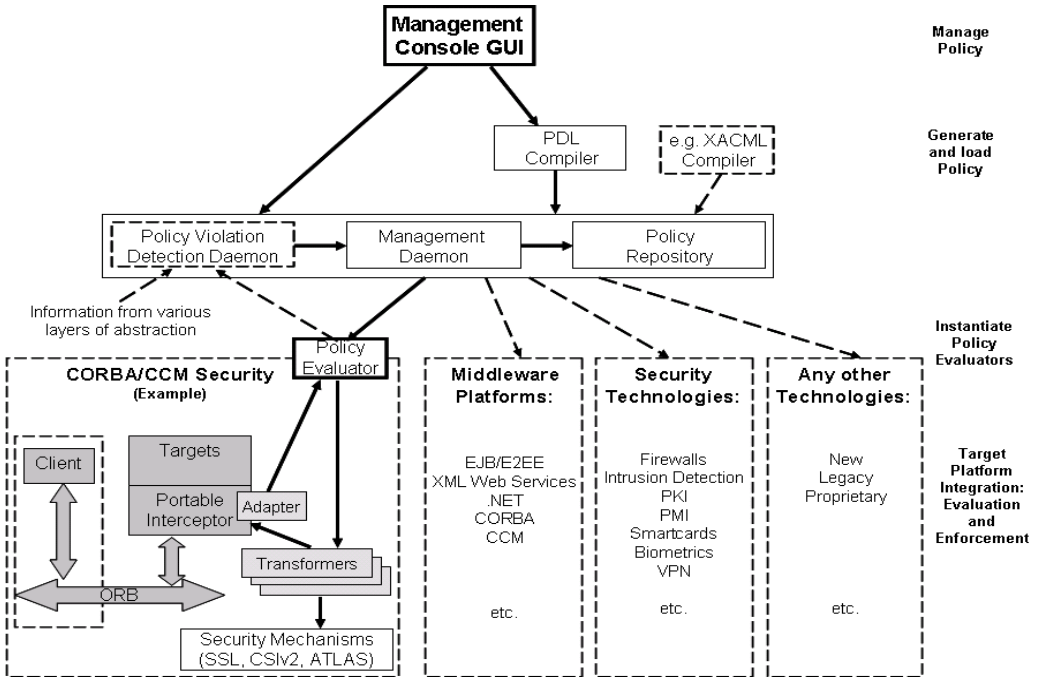 Management
Console GUI
Manage
Policy
PDL
Compiler
e.g. XACML
Compiler
Generate
and load
Policy
Policy Violation
Detection Daemon
Management
Daemon
Policy
Repository
Information from various
layers of abstraction
Instantiate
Policy
Evaluators
Policy
Evaluator
CORBA/CCM Security
(Example)
Client
Targets
Portable
Interceptor
Adapter
Transformers
ORB
Security Mechanisms
(SSL, CSIv2, ATLAS)
Middleware
Platforms:
EJB/E2EE
XML Web Services
.NET
CORBA
CCM
etc.
Security
Technologies:
Firewalls
Intrusion Detection
PKI
PMI
Smartcards
Biometrics
VPN
etc.
Any other
Technologies:
New
Legacy
Proprietary
etc.
Target
Platform
Integration:
Evaluation
and
Enforcement